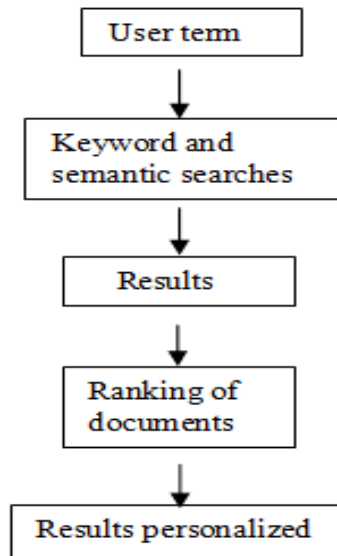 User term
Keyword and
semantic searches
Results
Ranking of
documents
Results personalized